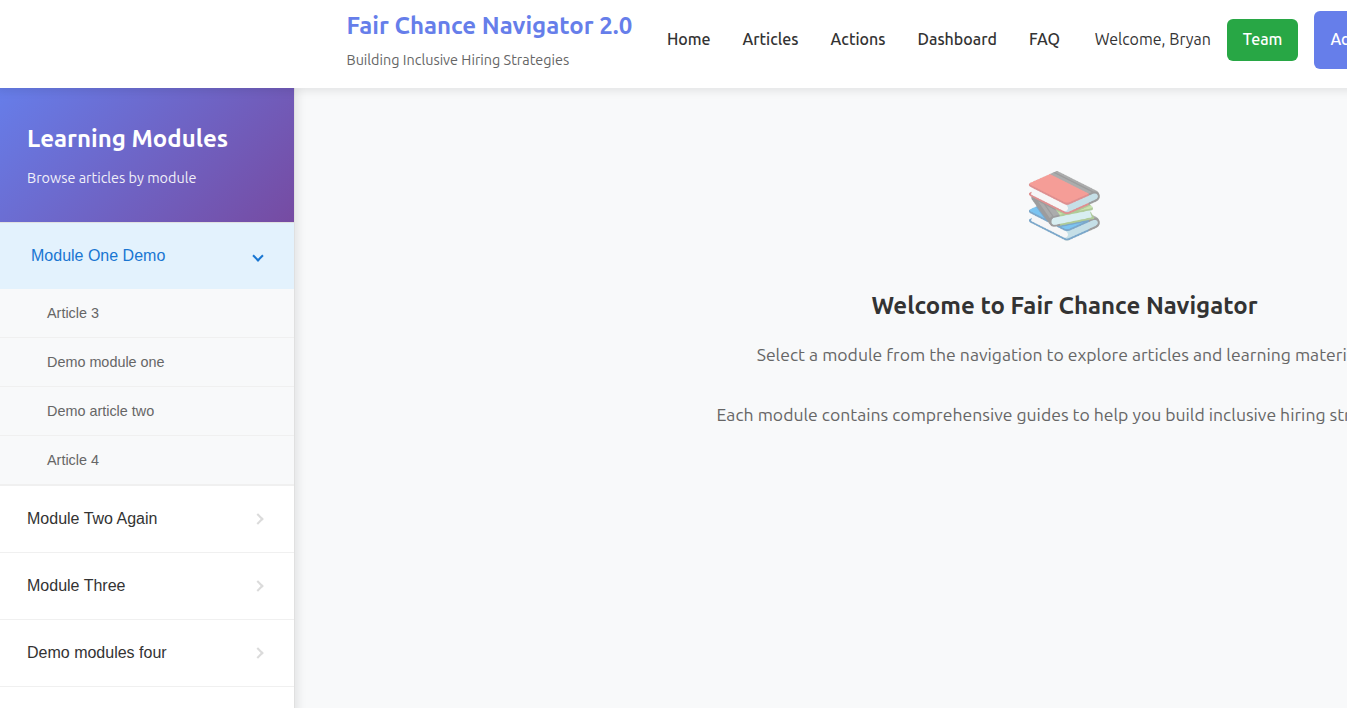 Fair Chance Navigator 2.0
Building Inclusive Hiring Strategies
Home Articles Actions Dashboard FAQ Welcome, Bryan Team
Learning Modules
Browse articles by module
Module One Demo
Article 3
Demo module one
Demo article two
Article 4
Module Two Again
Module Three
Demo modules four
Welcome to Fair Chance Navigator
Select a module from the navigation to explore articles and learning
Each module contains comprehensive guides to help you build inclusive hiring